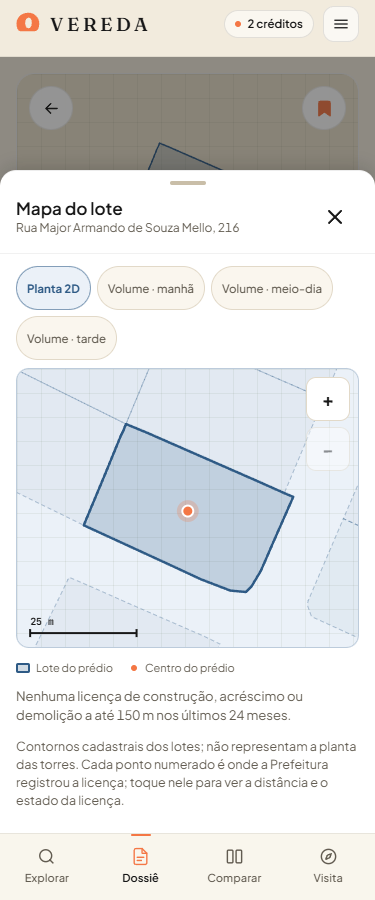 VEREDA
2 créditos
Mapa do lote
Rua Major Armando de Souza Mello, 216
Planta 2D
Volume · manhã
Volume · meio-dia
Volume · tarde
+
−
25 m
Lote do prédio
Centro do prédio
Nenhuma licença de construção, acréscimo ou
demolição a até 150 m nos últimos 24 meses.
Contornos cadastrais dos lotes; não representam a planta
das torres. Cada ponto numerado é onde a Prefeitura
registrou a licença; toque nele para ver a distância e o
estado da licença.
Explorar
Dossiê
Comparar
Visita